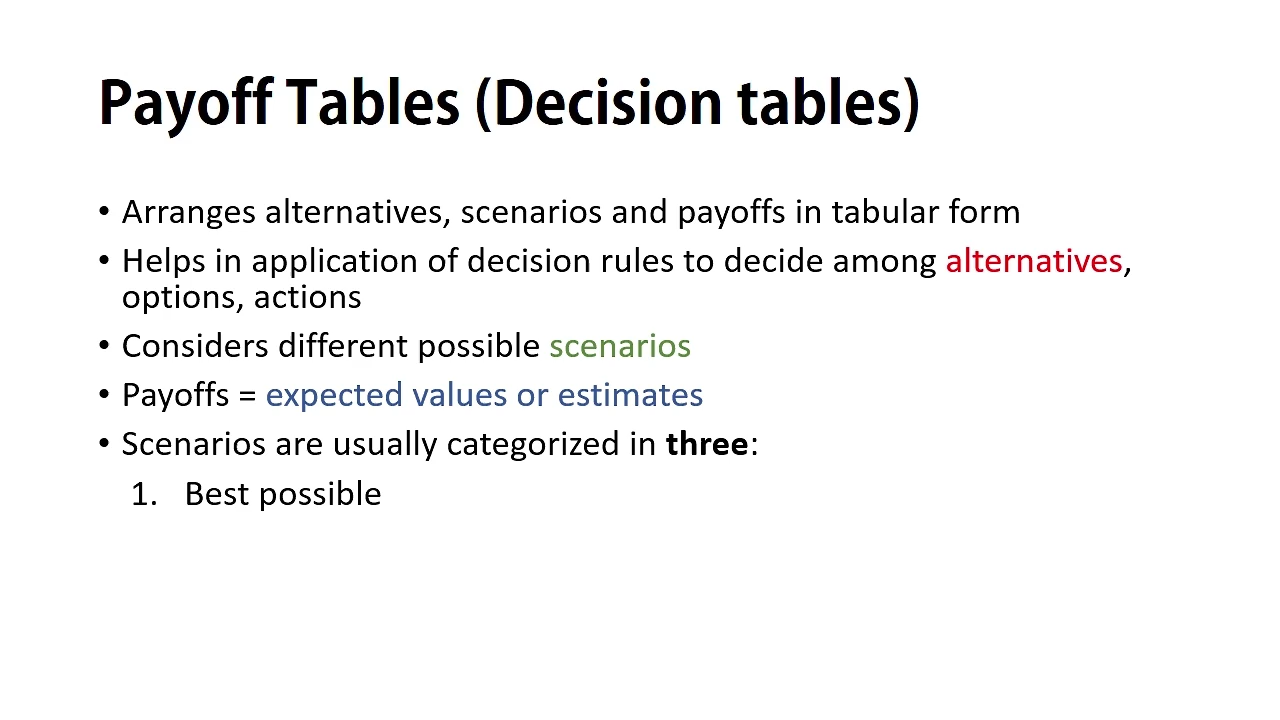 Payoff Tables (Decision tables)
• Arranges alternatives, scenarios and payoffs in tabular form
• Helps in application of decision rules to decide among alternatives,
options, actions
• Considers different possible scenarios
• Payoffs = expected values or estimates
• Scenarios are usually categorized in three:
1. Best possible